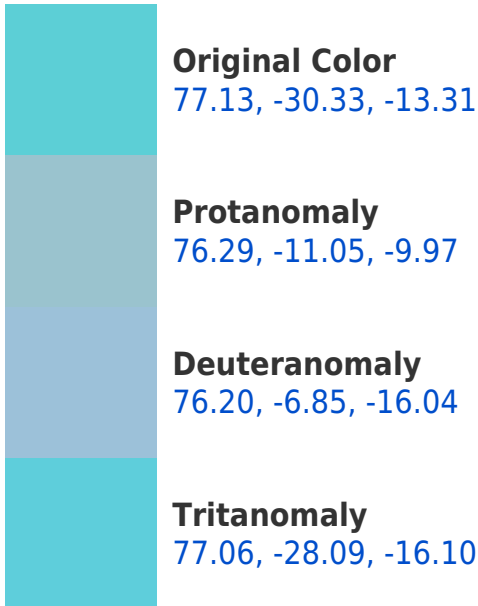 Original Color
77.13, -30.33, -13.31
Protanomaly
76.29, -11.05, -9.97
Deuteranomaly
76.20, -6.85, -16.04
Tritanomaly
77.06, -28.09, -16.10